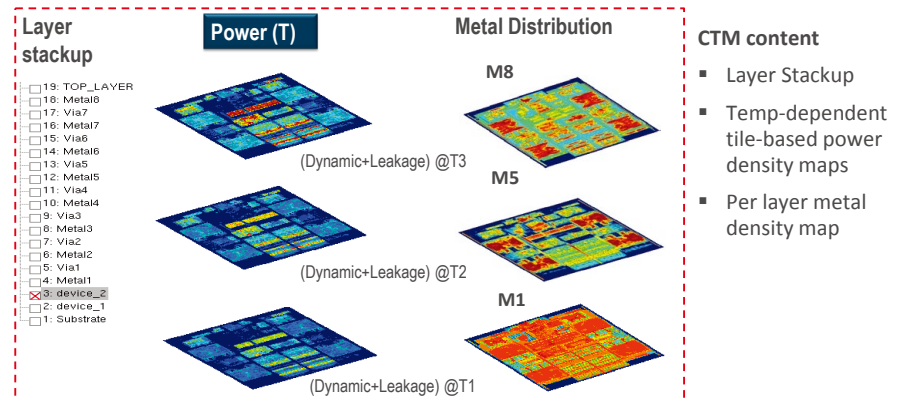 Layer
stackup
19: TOP_LAYER
18: Metal8
17: Via7
16: Metal7
15: Via6
14: Metal6
13: Via5
12: Metal5
11: Via4
10: Metal4
9: Via3
8: Metal3
7: Via2
6: Metal2
5: Via1
4: Metal1
3: device_2
2: device_1
1: Substrate
Power (T)
(Dynamic+Leakage) @T3
(Dynamic+Leakage) @T2
(Dynamic+Leakage) @T1
Metal Distribution
M8
M5
M1
CTM content
▪ Layer Stackup
▪ Temp-dependent
tile-based power
density maps
▪ Per layer metal
density map